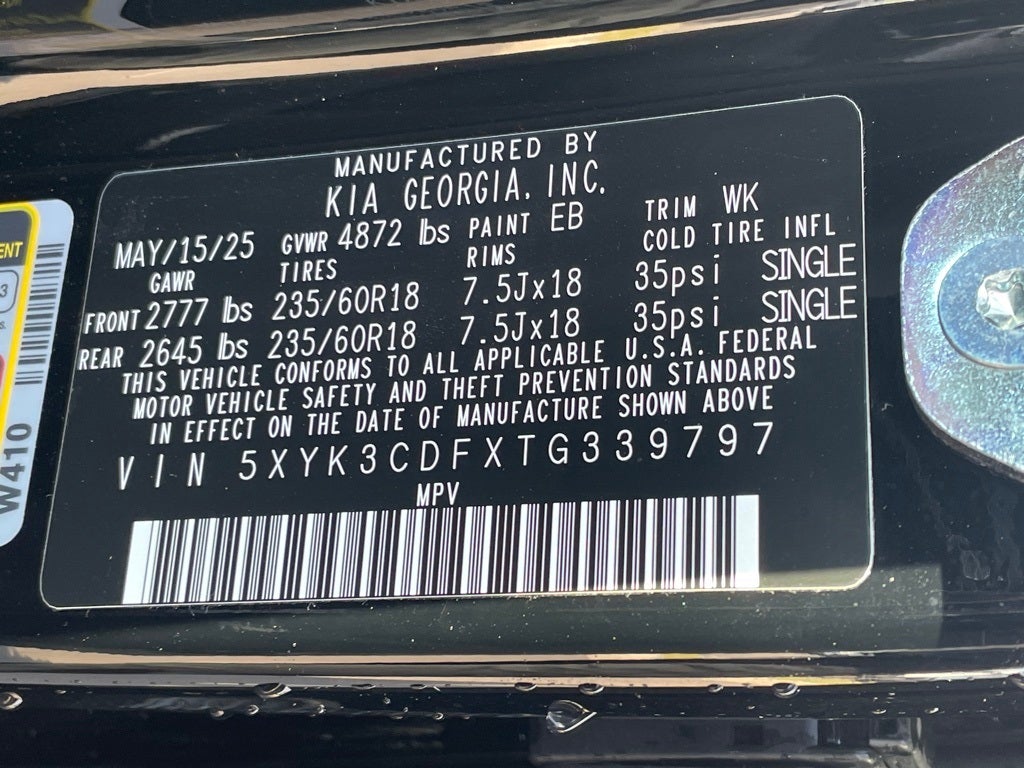 MANUFACTURED BY
KIA GEORGIA, INC.
MAY/15/25 GVWR 4872 lbs PAINT EB TRIM WK
GAWR TIRES RIMS COLD TIRE INFL
FRONT 2777 lbs 235/60R18 7.5Jx18 35psi SINGLE
REAR 2645 lbs 235/60R18 7.5Jx18 35psi SINGLE
THIS VEHICLE CONFORMS TO ALL APPLICABLE U.S.A. FEDERAL
MOTOR VEHICLE SAFETY AND THEFT PREVENTION STANDARDS
IN EFFECT ON THE DATE OF MANUFACTURE SHOWN ABOVE
VIN 5XYK3CDFXTG339797
MPV
W410